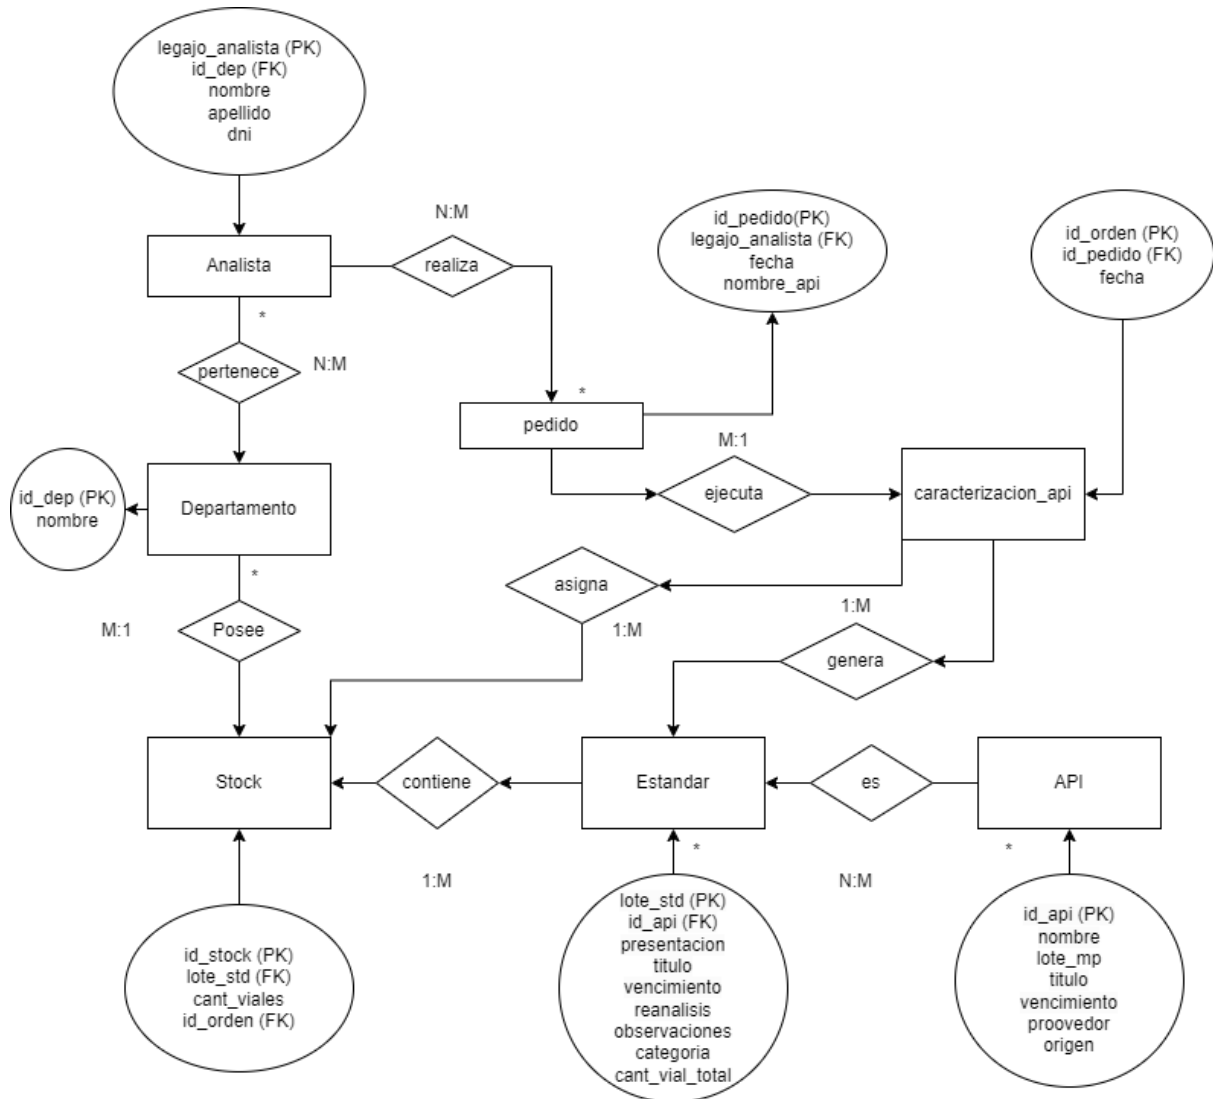 legajo_analista (PK)
id_dep (FK)
nombre
apellido
dni
N:M
id_pedido(PK)
legajo_analista (FK)
fecha
nombre_api
id_orden (PK)
id_pedido (FK)
fecha
Analista
realiza
*
pertenece
N:M
*
pedido
M:1
id_dep (PK)
nombre
Departamento
ejecuta
caracterizacion_api
*
asigna
M:1
Posee
1:M
1:M
genera
Stock
contiene
Estandar
es
API
*
*
1:M
N:M
id_stock (PK)
lote_std (FK)
cant_viales
id_orden (FK)
lote_std (PK)
id_api (FK)
presentacion
titulo
vencimiento
reanalisis
observaciones
categoria
cant_vial_total
id_api (PK)
nombre
lote_mp
titulo
vencimiento
proovedor
origen